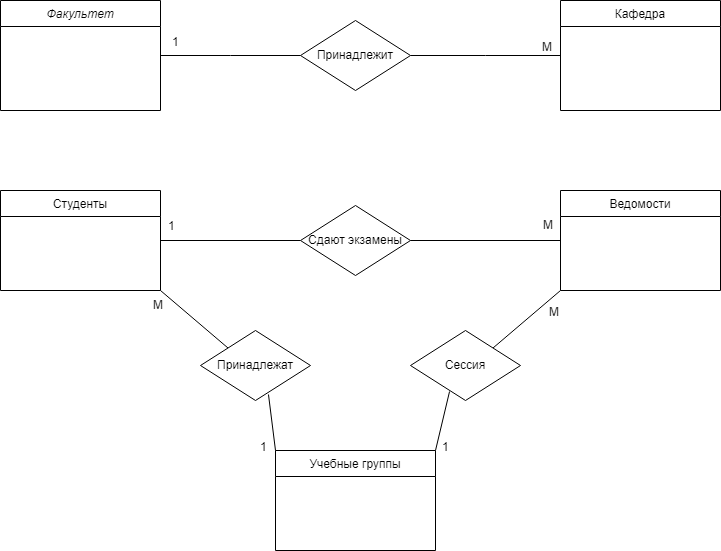 Факультет
Кафедра
1
Принадлежит
М
Студенты
Ведомости
1
Сдают экзамены
М
М
М
Принадлежат
Сессия
1
1
Учебные группы